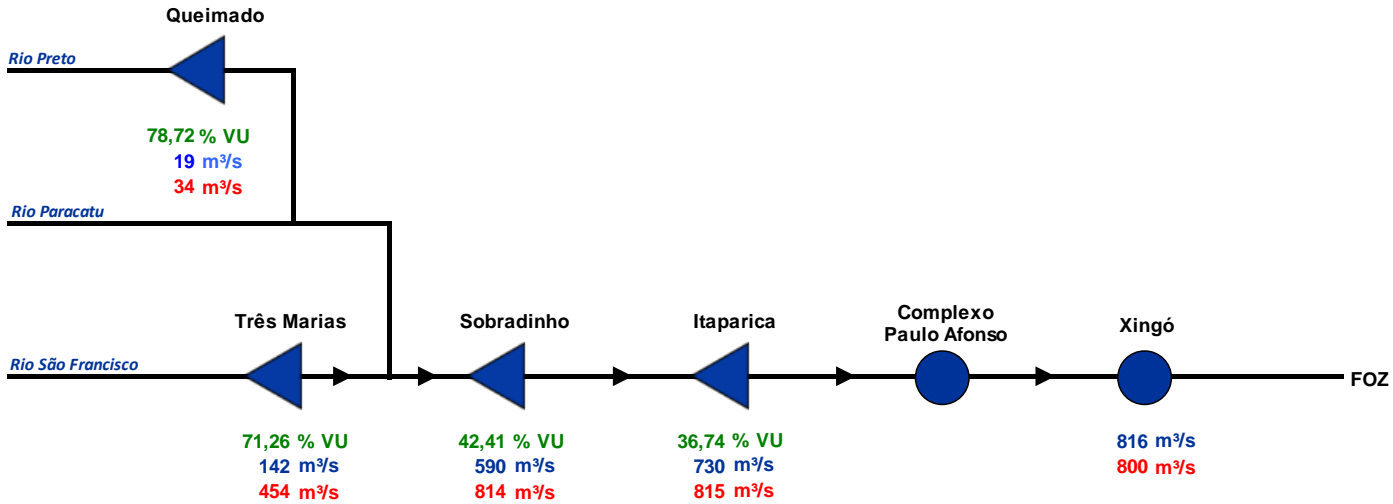 Queimado
Rio Preto
78,72 % VU
19 m³/s
34 m³/s
Rio Paracatu
Três Marias
Sobradinho
Itaparica
Complexo
Paulo Afonso
Xingó
Rio São Francisco
FOZ
71,26 % VU
142 m³/s
454 m³/s
42,41 % VU
590 m³/s
814 m³/s
36,74 % VU
730 m³/s
815 m³/s
816 m³/s
800 m³/s